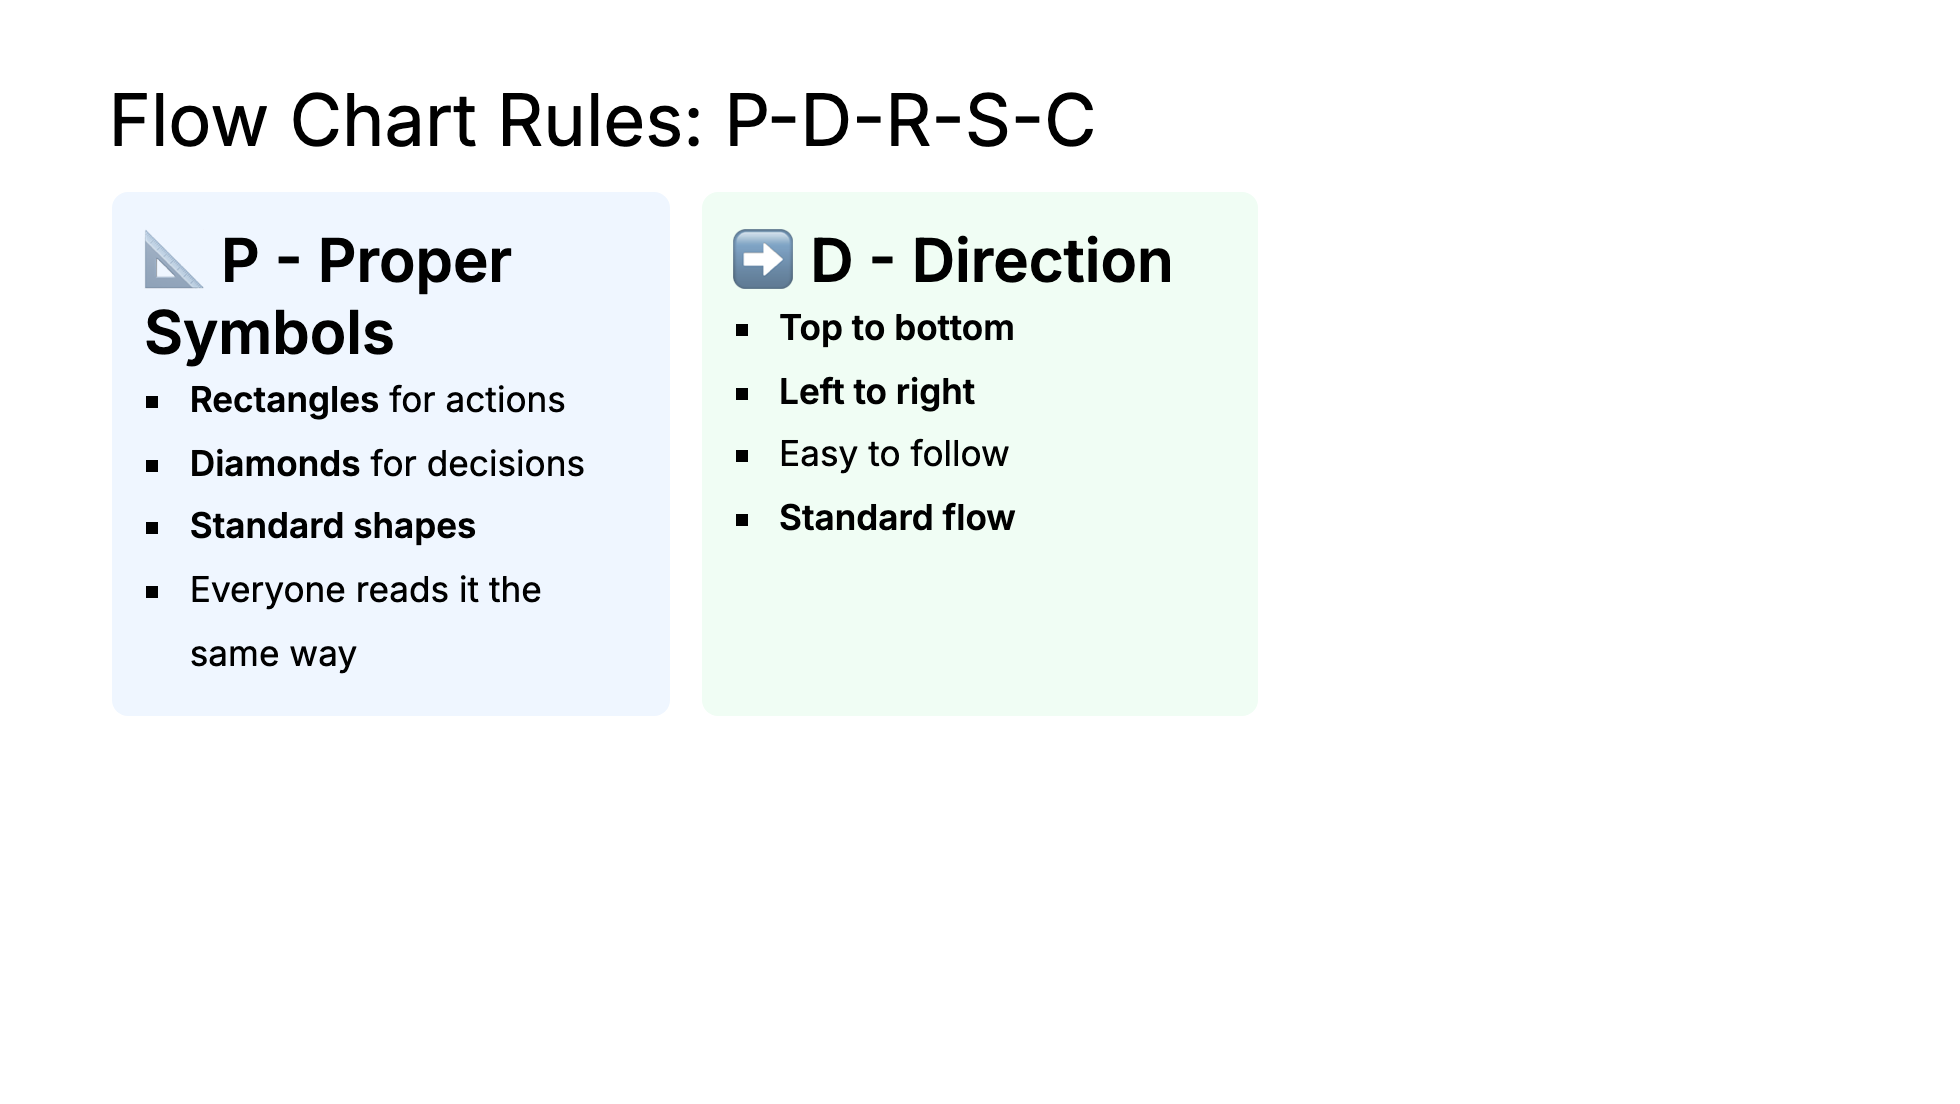 Flow Chart Rules: P-D-R-S-C
P - Proper
Symbols
Rectangles for actions
Diamonds for decisions
Standard shapes
Everyone reads it the
same way
D - Direction
Top to bottom
Left to right
Easy to follow
Standard flow